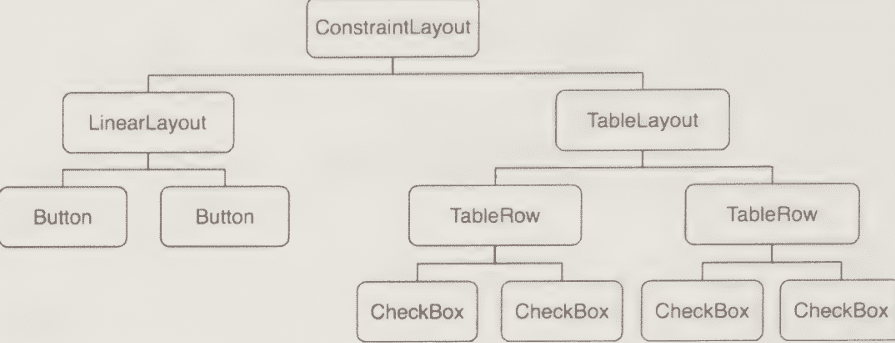 ConstraintLayout
LinearLayout
TableLayout
Button
Button
TableRow
TableRow
CheckBox
CheckBox
CheckBox
CheckBox